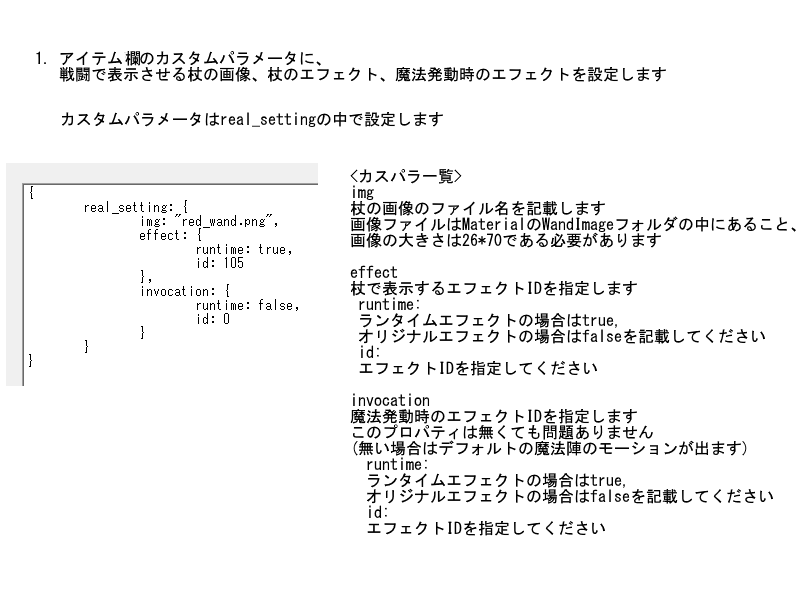 1. アイテム欄のカスタムパラメータに、
戦闘で表示させる杖の画像、杖のエフェクト、魔法発動時のエフェクトを設定します
カスタムパラメータはreal_settingの中で設定します
{
real_setting: {
img: "red_wand.png",
effect: {
runtime: true,
id: 105
},
invocation: {
runtime: false,
id: 0
}
}
}
<カスパラ一覧>
img
杖の画像のファイル名を記載します
画像ファイルはMaterialのWandImageフォルダの中にあること、
画像の大きさは26*70である必要があります
effect
杖で表示するエフェクトIDを指定します
runtime:
ランタイムエフェクトの場合はtrue,
オリジナルエフェクトの場合はfalseを記載してください
id:
エフェクトIDを指定してください
invocation
魔法発動時のエフェクトIDを指定します
このプロパティは無くても問題ありません
(無い場合はデフォルトの魔法陣のモーションが出ます)
runtime:
ランタイムエフェクトの場合はtrue,
オリジナルエフェクトの場合はfalseを記載してください
id:
エフェクトIDを指定してください